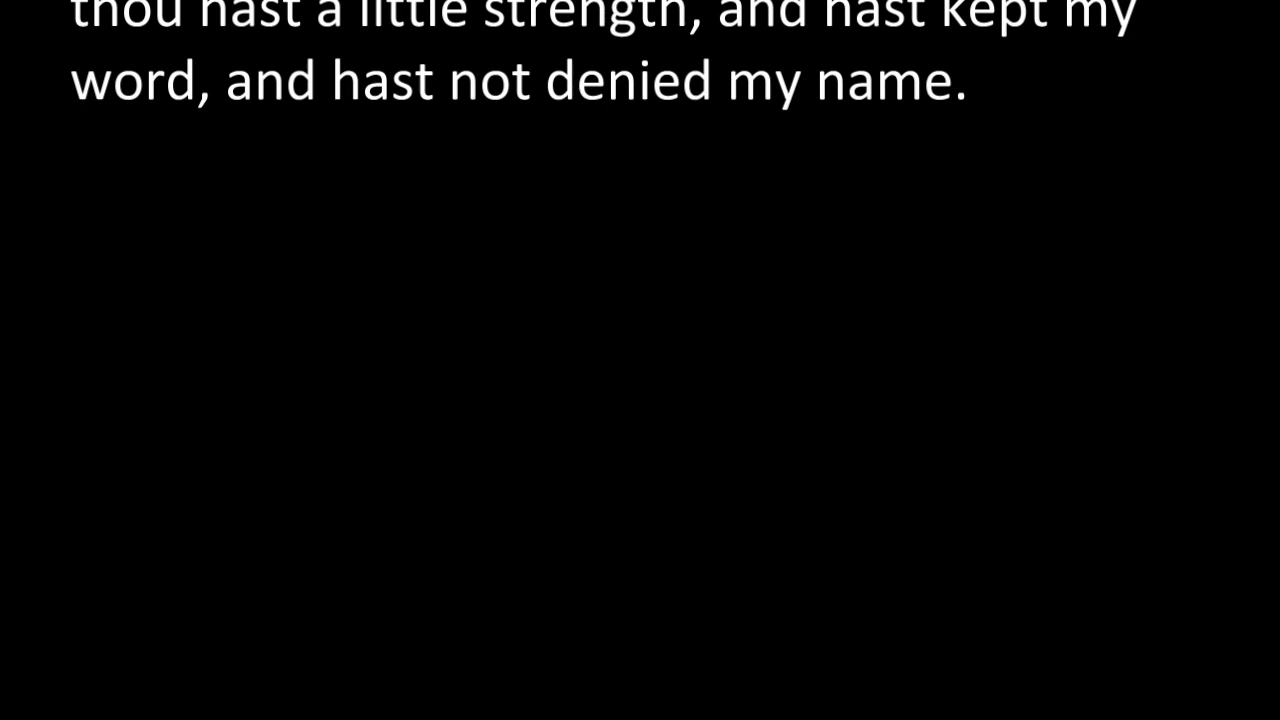 thou hast a little strength, and hast kept my
word, and hast not denied my name.